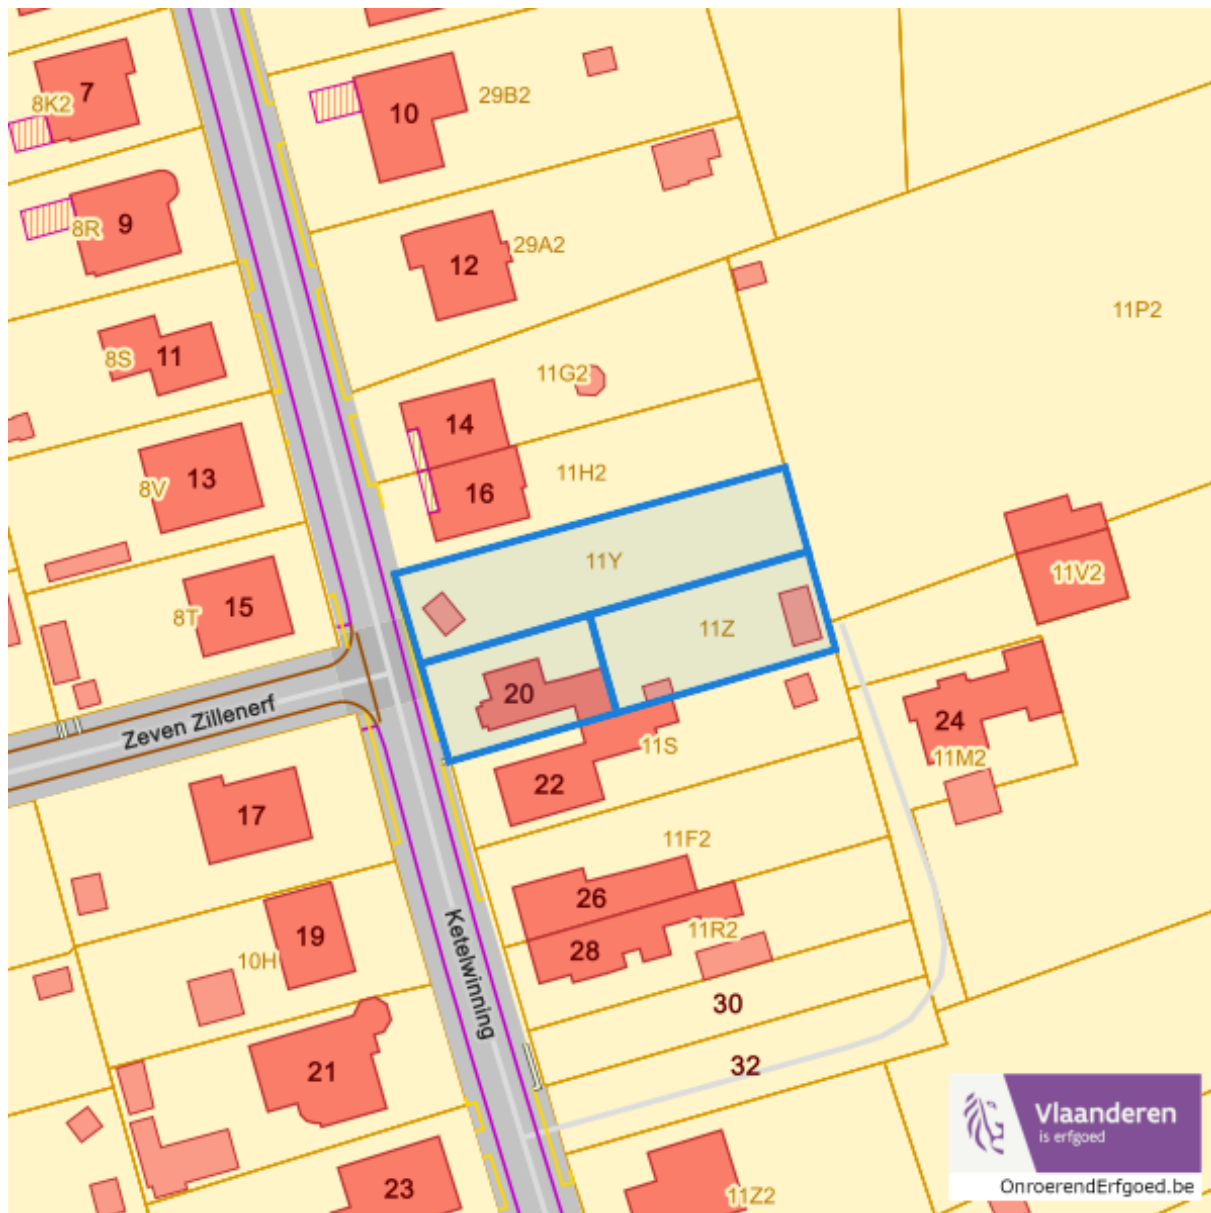 7
8K2
10
29B2
9
8R
12
29A2
11P2
11
8S
11G2
14
13
8V
16
11H2
11Y
11V2
15
8T
11Z
20
24
Zeven Zillenerf
11S
11M2
22
17
11F2
26
11R2
28
19
10H
Ketelwinning
30
21
32
23
11Z2
Vlaanderen
is erfgoed
OnroerendErfgoed.be